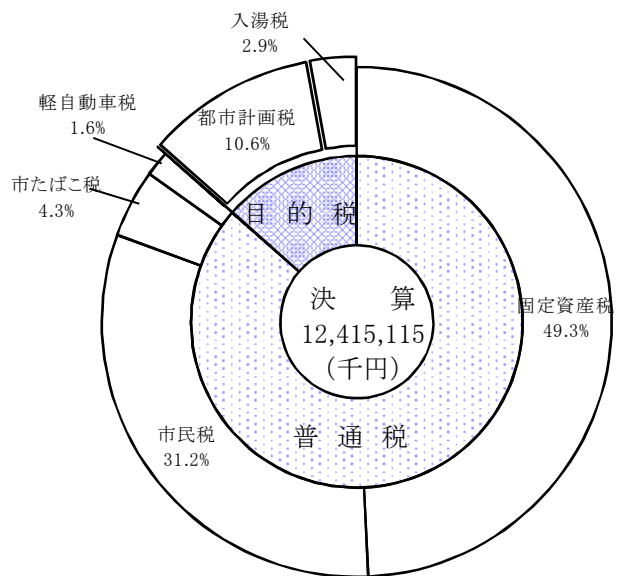 入湯税
2.9%
都市計画税
10.6%
軽自動車税
1.6%
市たばこ税
4.3%
目的税
決算
12,415,115
(千円)
固定資産税
49.3%
普通税
市民税
31.2%